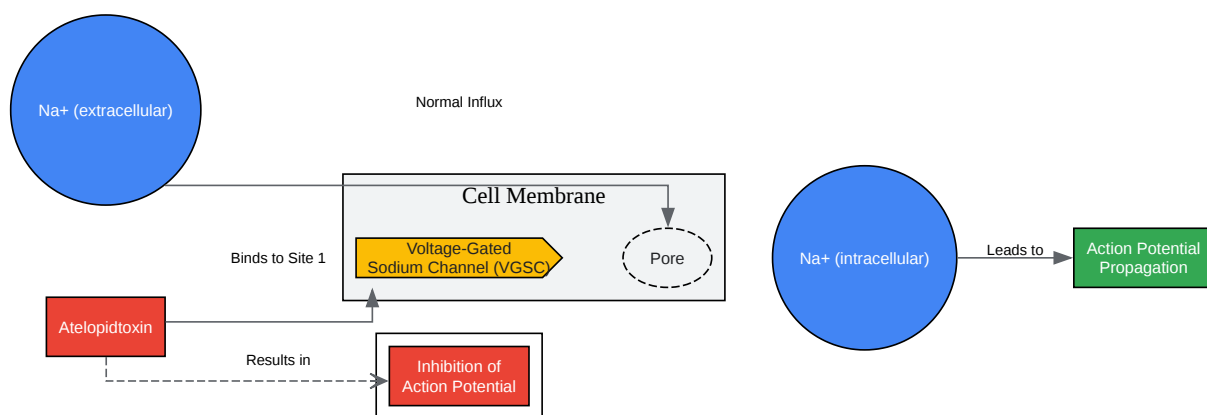 Na+ (extracellular)
Normal Influx
Cell Membrane
Voltage-Gated
Sodium Channel (VGSC)
Pore
Binds to Site 1
Na+ (intracellular)
Leads to
Action Potential
Propagation
Atelopidtoxin
Results in
Inhibition of
Action Potential